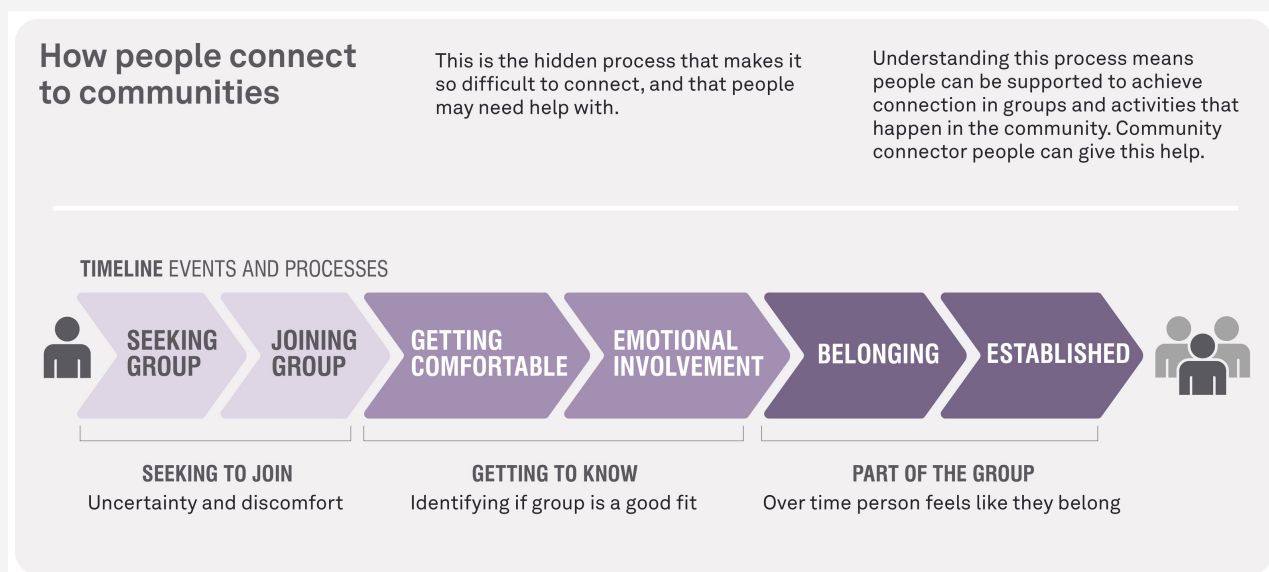 How people connect
to communities
This is the hidden process that makes it
so difficult to connect, and that people
may need help with.
Understanding this process means
people can be supported to achieve
connection in groups and activities that
happen in the community. Community
connector people can give this help.
TIMELINE EVENTS AND PROCESSES
SEEKING
GROUP
JOINING
GROUP
GETTING
COMFORTABLE
EMOTIONAL
INVOLVEMENT
BELONGING
ESTABLISHED
SEEKING TO JOIN
Uncertainty and discomfort
GETTING TO KNOW
Identifying if group is a good fit
PART OF THE GROUP
Over time person feels like they belong